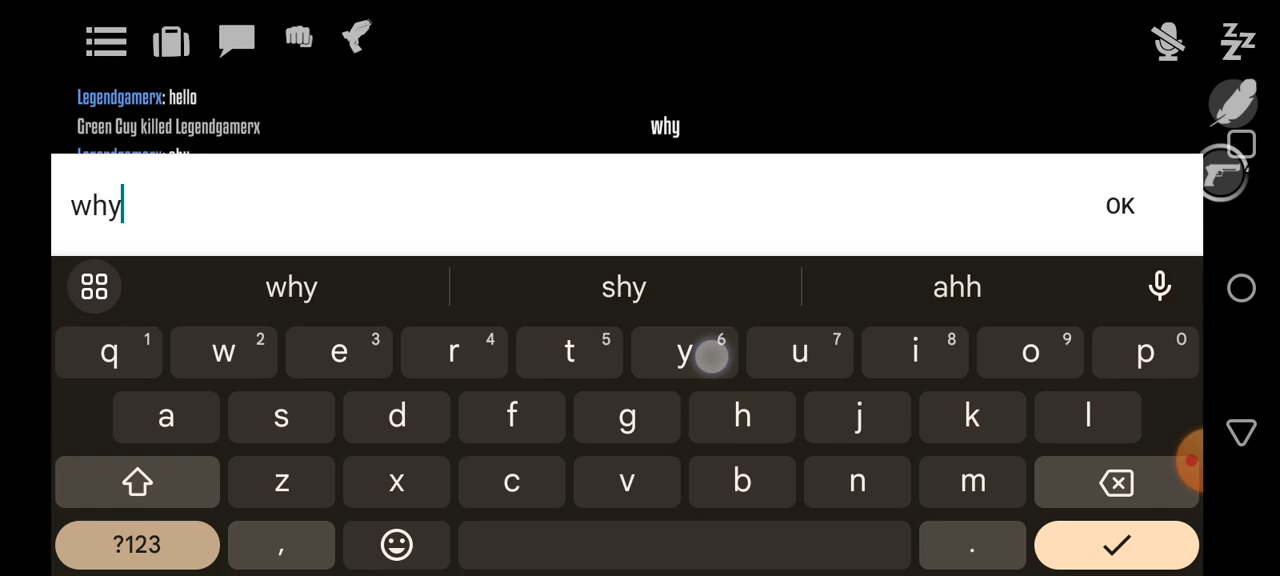 Z Z Z
Legendgamerx: hello
Green Guy killed Legendgamerx
why
Legendgamerx:
why
OK
why shy ahh
q 1 w 2 e 3 r 4 t 5 y 6 u 7 i 8 o 9 p 0
a s d f g h j k l
z x c v b n m
?123 , .